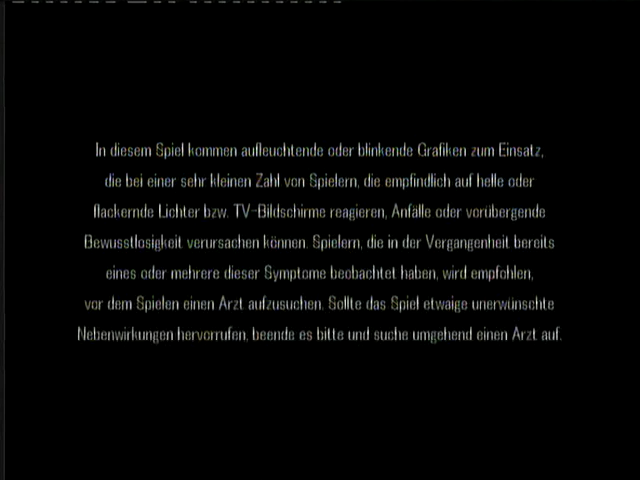 In diesem Spiel kommen aufleuchtende oder blinkende Grafiken zum Einsatz,
die bei einer sehr kleinen Zahl von Spielern, die empfindlich auf helle oder
flackernde Lichter bzw. TV-Bildschirme reagieren, Anfälle oder vorübergende
Bewusstlosigkeit verursachen können. Spielern, die in der Vergangenheit bereits
eines oder mehrere dieser Symptome beobachtet haben, wird empfohlen,
vor dem Spielen einen Arzt aufzusuchen. Sollte das Spiel etwaige unerwünschte
Nebenwirkungen hervorrufen, beende es bitte und suche umgehend einen Arzt auf.